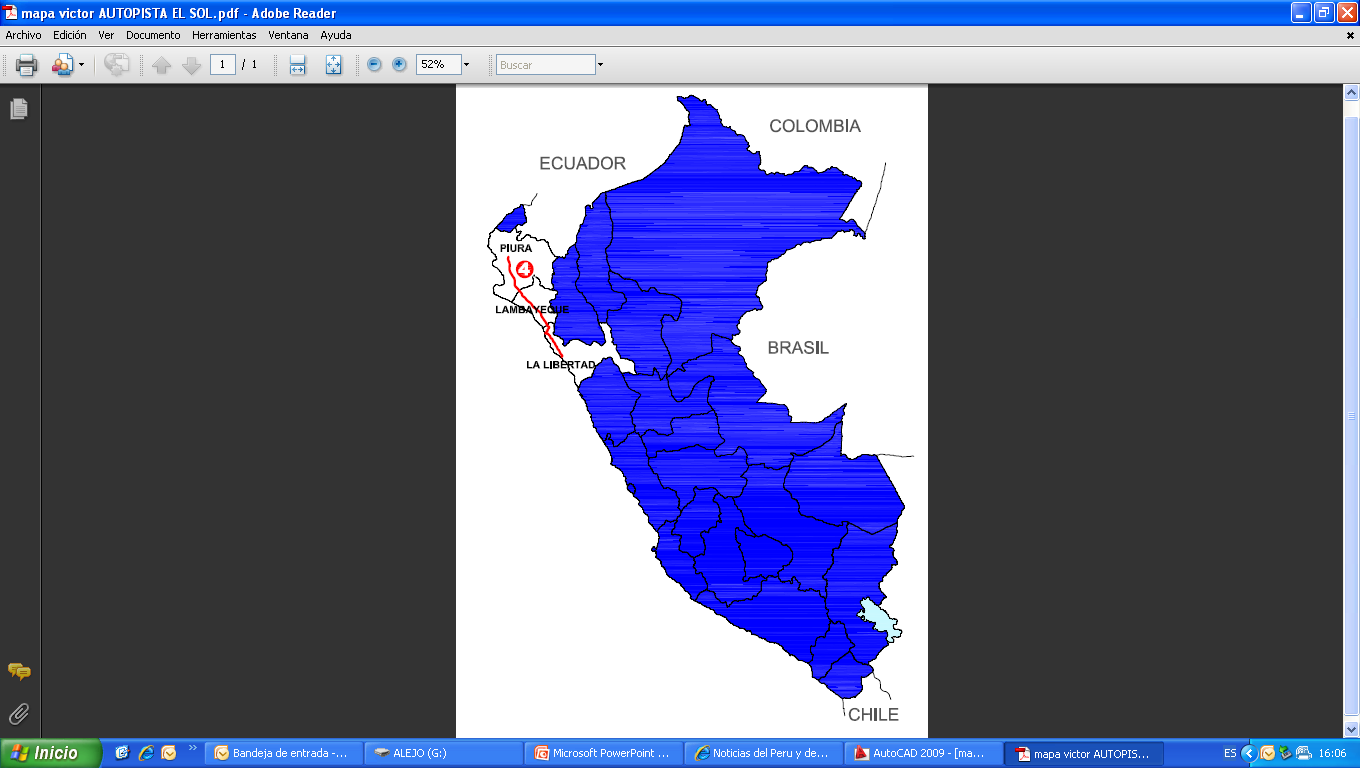 mapa victor AUTOPISTA EL SOL.pdf - Adobe Reader
Archivo Edición Ver Documento Herramientas Ventana Ayuda
1 / 1 52% Buscar
COLOMBIA
ECUADOR
PIURA
4
LAMBAYEQUE
BRASIL
LA LIBERTAD
CHILE
Inicio Bandeja de entrada -... ALEJO (G:) Microsoft PowerPoint ... Noticias del Peru y de... AutoCAD 2009 - [ma... mapa victor AUTOPIS... ES 16:06